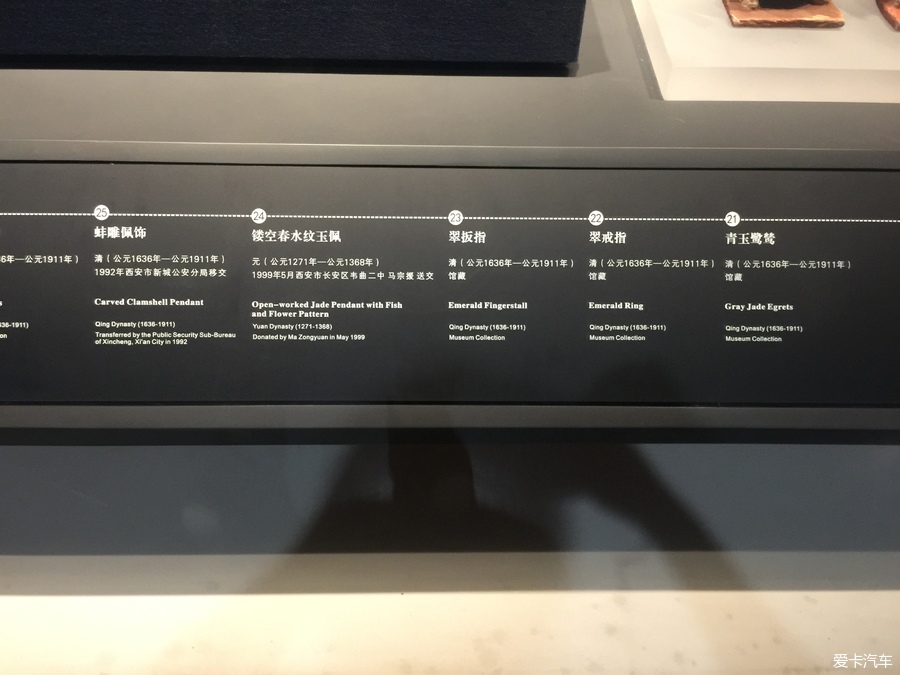 6年—公元1911年）
636-1911)
25
蚌雕佩饰
清（公元1636年—公元1911年）
1992年西安市新城公安分局移交
Carved Clamshell Pendant
Qing Dynasty (1636-1911)
Transferred by the Public Security Sub-Bureau
of Xincheng, Xi'an City in 1992
24
镂空春水纹玉佩
元（公元1271年—公元1368年）
1999年5月西安市长安区韦曲二中 马宗援 送交
Open-worked Jade Pendant with Fish
and Flower Pattern
Yuan Dynasty (1271-1368)
Donated by Ma Zongyuan in May 1999
23
翠扳指
清（公元1636年—公元1911年）
馆藏
Emerald Fingerstall
Qing Dynasty (1636-1911)
Museum Collection
22
翠戒指
清（公元1636年—公元1911年）
馆藏
Emerald Ring
Qing Dynasty (1636-1911)
Museum Collection
21
青玉鹭鸶
清（公元1636年—公元1911年）
馆藏
Gray Jade Egrets
Qing Dynasty (1636-1911)
Museum Collection
爱卡汽车